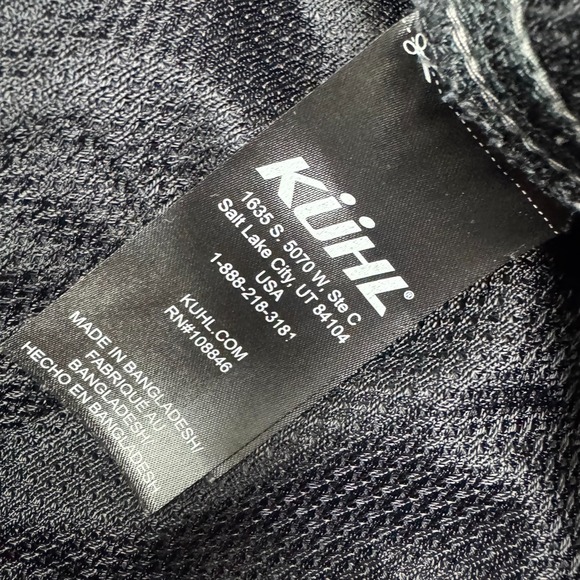 KÜHL®
1635 S. 5070 W. Ste C
Salt Lake City, UT 84104
USA
1-888-218-3181
KUHL.COM
RN#108846
MADE IN BANGLADESH/
FABRIQUE AU
BANGLADESH/
HECHO EN BANGLADESH